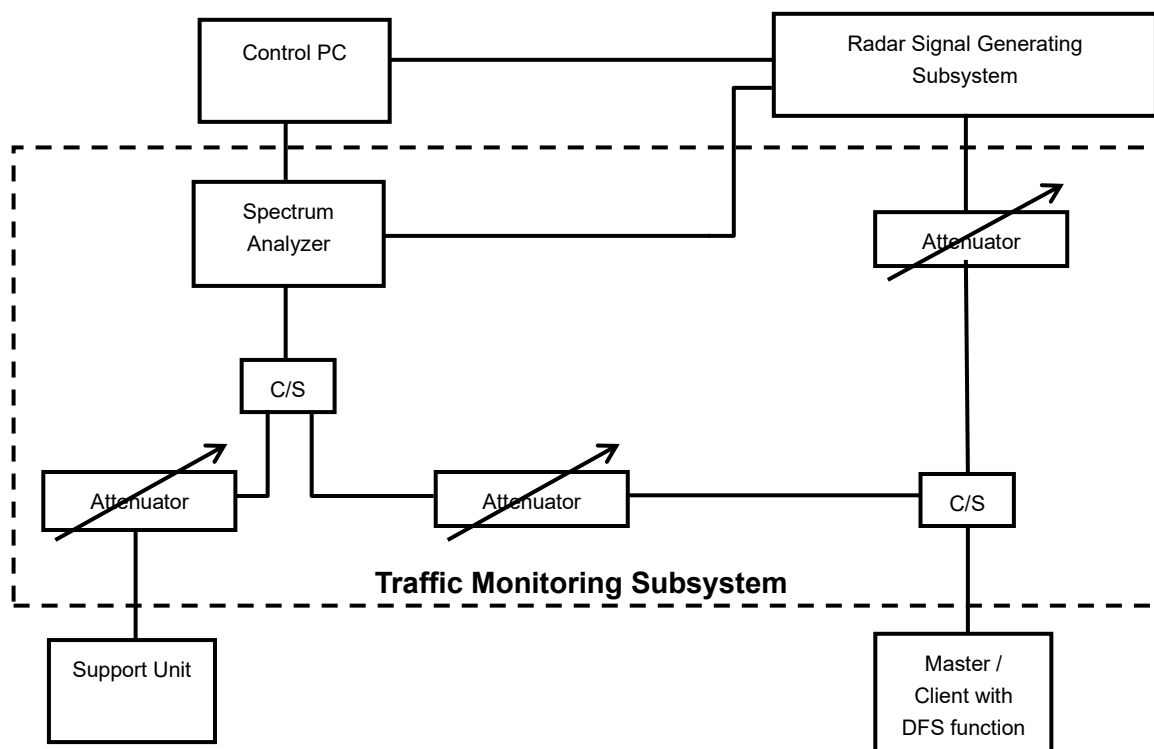 Control PC
Radar Signal Generating
Subsystem
Spectrum
Analyzer
Attenuator
C/S
Attenuator
Attenuator
C/S
Traffic Monitoring Subsystem
Support Unit
Master /
Client with
DFS function